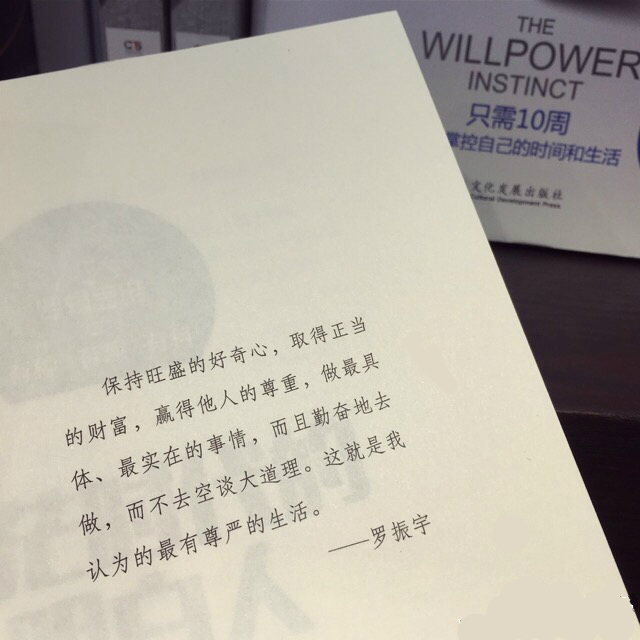 THE
WILLPOWER
INSTINCT
只需10周
掌控自己的时间和生活
文化发展出版社
Cultural Development Press
保持旺盛的好奇心，取得正当
的财富，赢得他人的尊重，做最具
体、最实在的事情，而且勤奋地去
做，而不去空谈大道理。这就是我
认为的最有尊严的生活。
——罗振宇